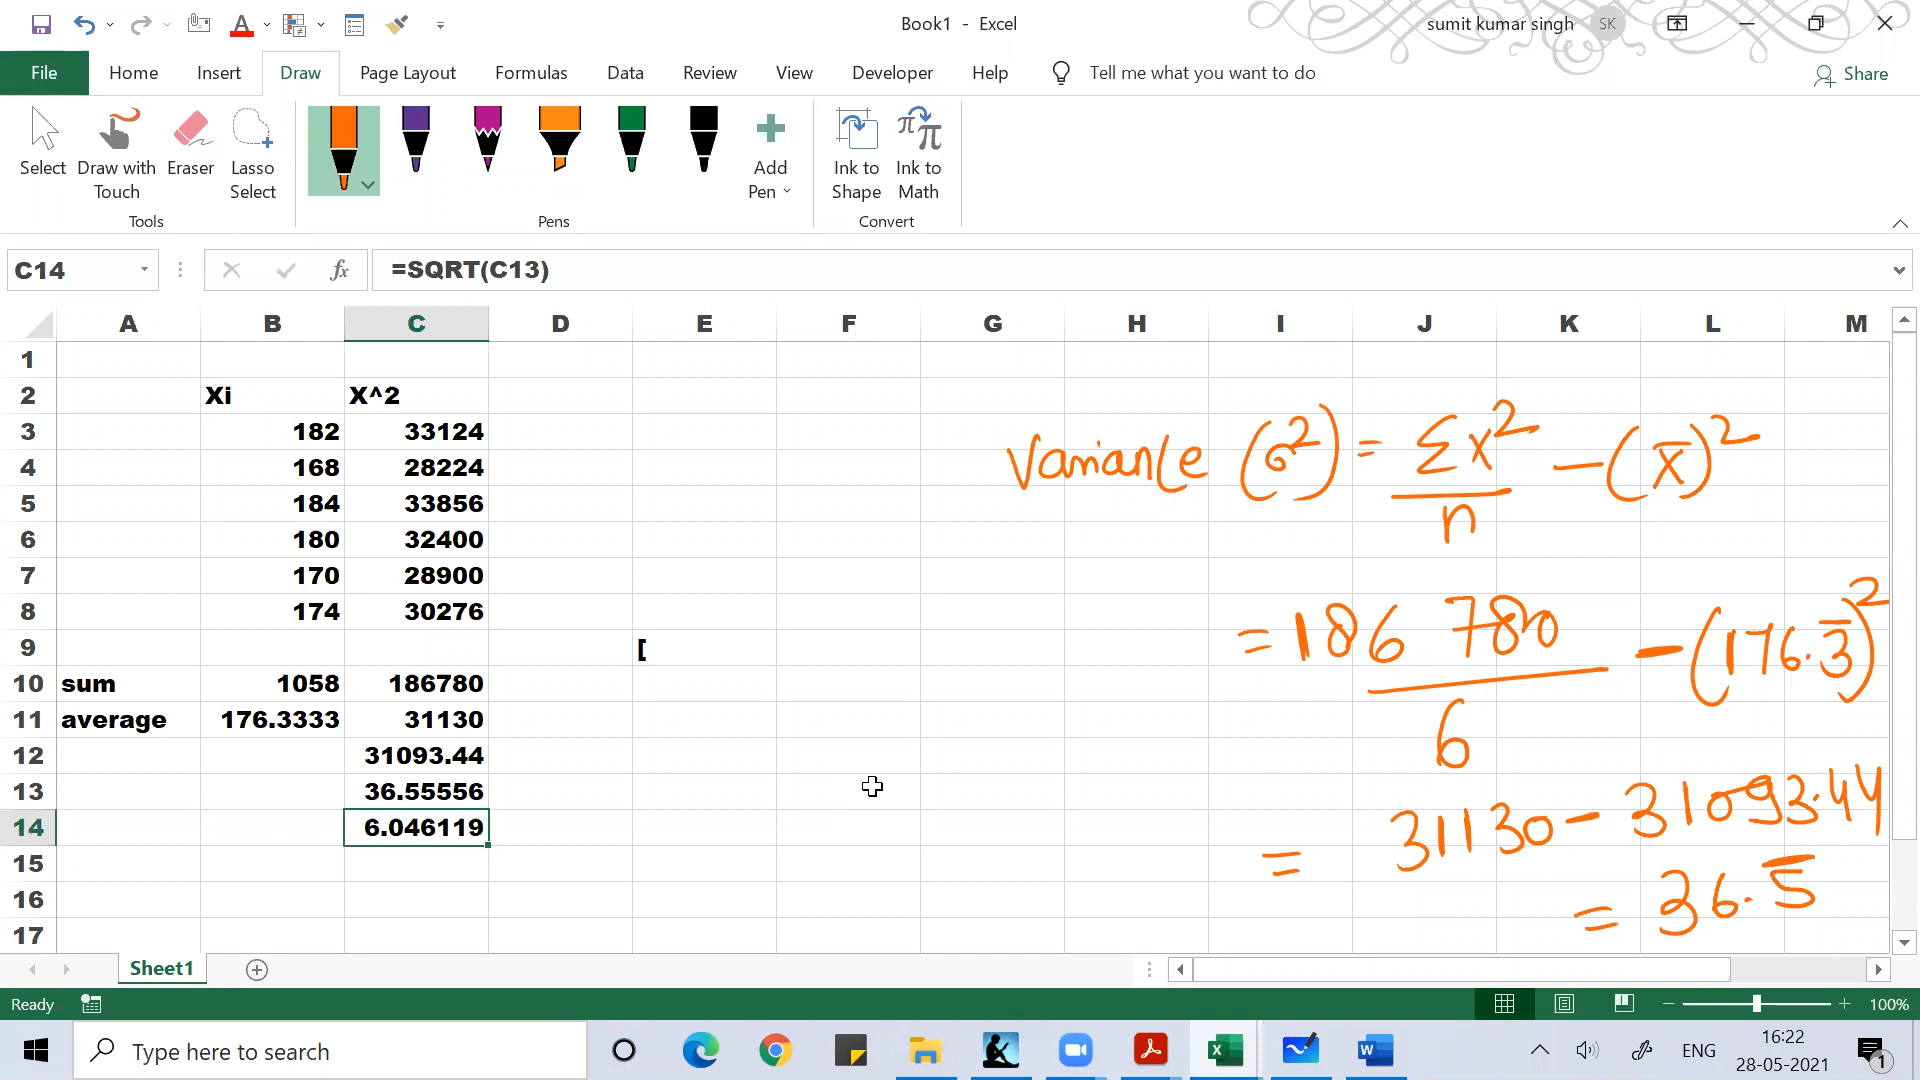 Book1 - Excel
sumit kumar singh SK
File Home Insert Draw Page Layout Formulas Data Review View Developer Help Tell me what you want to do Share
Select Draw with Touch Eraser Lasso Select Add Pen Ink to Shape Ink to Math
Tools Pens Convert
C14 fx =SQRT(C13)
A B C D E F G H I J K L M
1
2 Xi X^2
3 182 33124
4 168 28224
5 184 33856
6 180 32400
7 170 28900
8 174 30276
9 [
10 sum 1058 186780
11 average 176.3333 31130
12 31093.44
13 36.55556
14 6.046119
15
16
17
Variance (σ²) = Σx² / n − (x̄)²
= 186 780 / 6 − (176.3̄)²
= 31130 − 31093.44
= 36.5̄
Sheet1
Ready 100%
Type here to search
ENG 16:22
28-05-2021 1